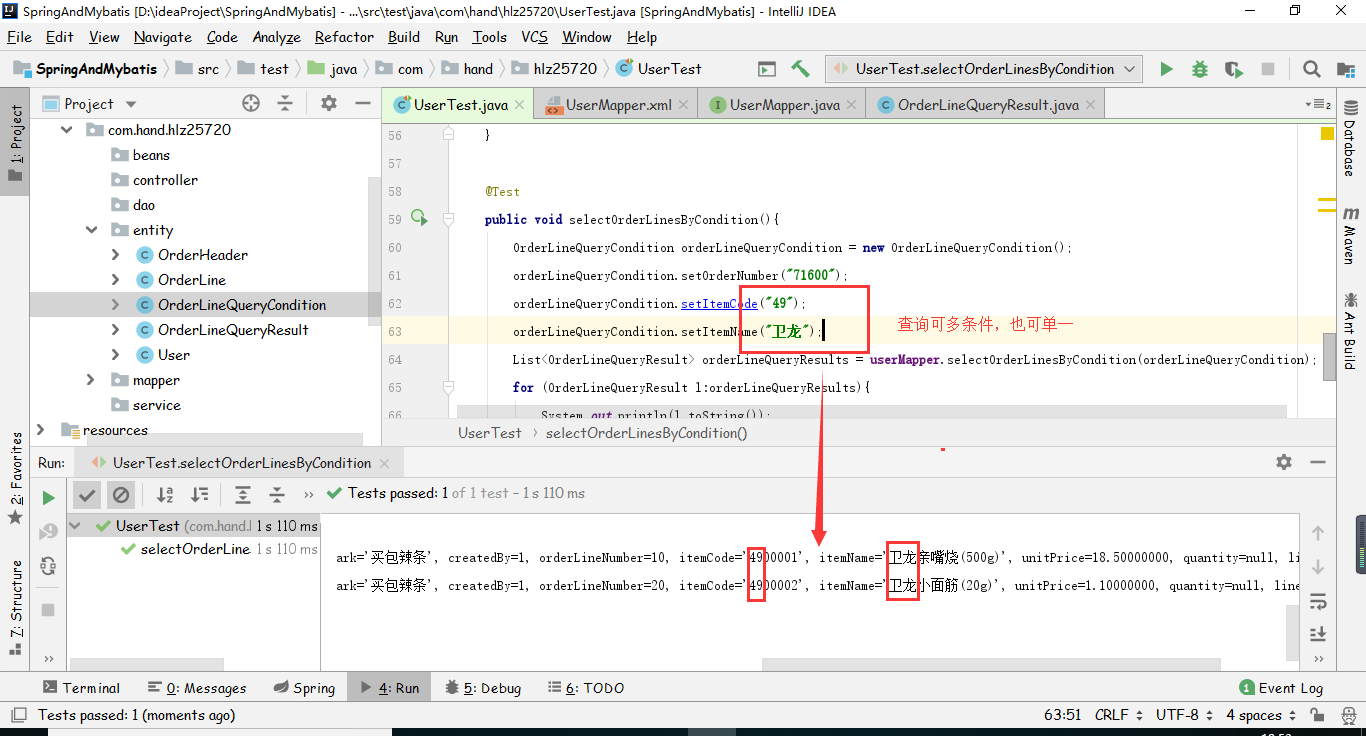 SpringAndMybatis [D:\ideaProject\SpringAndMybatis] - ...\src\test\java\com\hand\hlz25720\UserTest.java [SpringAndMybatis] - IntelliJ IDEA
File Edit View Navigate Code Analyze Refactor Build Run Tools VCS Window Help
SpringAndMybatis src test java com hand hlz25720 UserTest UserTest.selectOrderLinesByCondition
1: Project
Project
com.hand.hlz25720
beans
controller
dao
entity
OrderHeader
OrderLine
OrderLineQueryCondition
OrderLineQueryResult
User
mapper
service
resources
UserTest.java UserMapper.xml UserMapper.java OrderLineQueryResult.java 2
56 }
57
58 @Test
59 public void selectOrderLinesByCondition(){
60 OrderLineQueryCondition orderLineQueryCondition = new OrderLineQueryCondition();
61 orderLineQueryCondition.setOrderNumber("71600");
62 orderLineQueryCondition.setItemCode("49");
63 orderLineQueryCondition.setItemName("卫龙");
查询可多条件，也可单一
64 List<OrderLineQueryResult> orderLineQueryResults = userMapper.selectOrderLinesByCondition(orderLineQueryCondition);
65 for (OrderLineQueryResult l:orderLineQueryResults){
66 System.out.println(l.toString());
UserTest selectOrderLinesByCondition()
Database
Maven
Ant Build
2: Favorites
7: Structure
Run: UserTest.selectOrderLinesByCondition
Tests passed: 1 of 1 test – 1 s 110 ms
UserTest (com.hand.l 1 s 110 ms
selectOrderLine 1 s 110 ms
ark='买包辣条', createdBy=1, orderLineNumber=10, itemCode='4900001', itemName='卫龙亲嘴烧(500g)', unitPrice=18.50000000, quantity=null, li
ark='买包辣条', createdBy=1, orderLineNumber=20, itemCode='4900002', itemName='卫龙小面筋(20g)', unitPrice=1.10000000, quantity=null, line
Terminal 0: Messages Spring 4: Run 5: Debug 6: TODO 1 Event Log
Tests passed: 1 (moments ago) 63:51 CRLF UTF-8 4 spaces